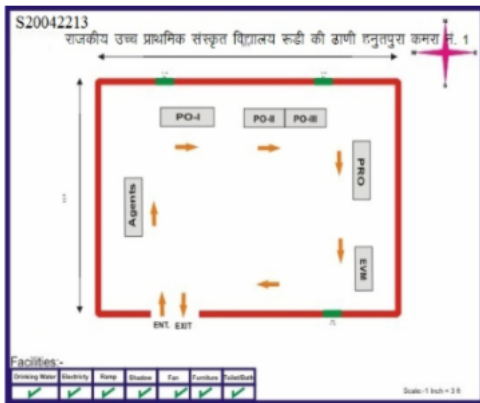 S20042213
राजकीय उच्च प्राथमिक संस्कृत विद्यालय रूडी की ढाणी हनुतपुरा कमरा नं. 1
PO-I
PO-II PO-III
PRO
Agents
EVM
ENT. EXIT
Facilities:-
Drinking Water Electricity Ramp Shadow Fan Furniture Toilet/Bath
Scale:-1 Inch = 3 ft